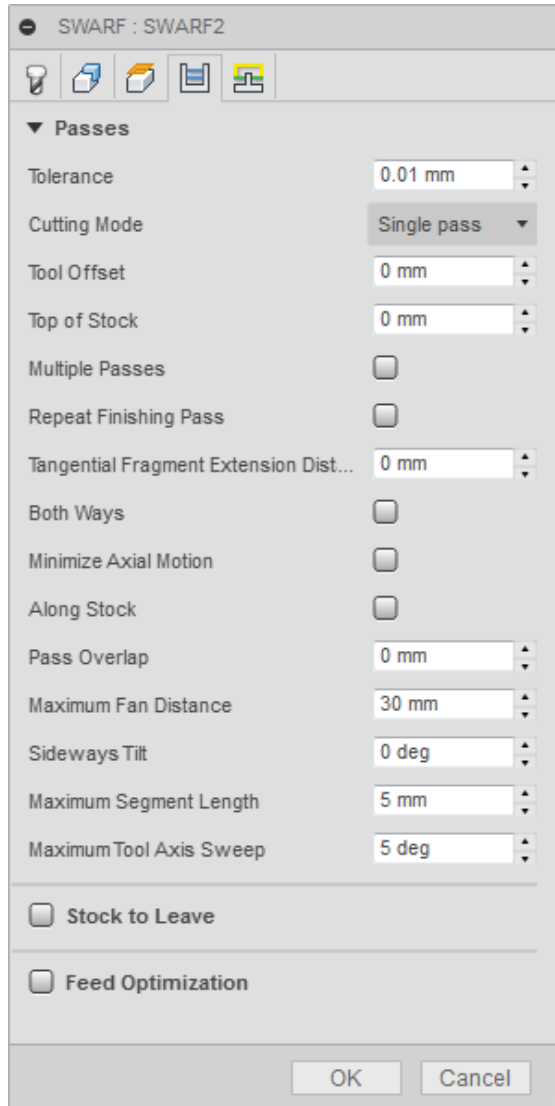 SWARF : SWARF2
Passes
Tolerance 0.01 mm
Cutting Mode Single pass
Tool Offset 0 mm
Top of Stock 0 mm
Multiple Passes
Repeat Finishing Pass
Tangential Fragment Extension Dist... 0 mm
Both Ways
Minimize Axial Motion
Along Stock
Pass Overlap 0 mm
Maximum Fan Distance 30 mm
Sideways Tilt 0 deg
Maximum Segment Length 5 mm
Maximum Tool Axis Sweep 5 deg
Stock to Leave
Feed Optimization
OK Cancel